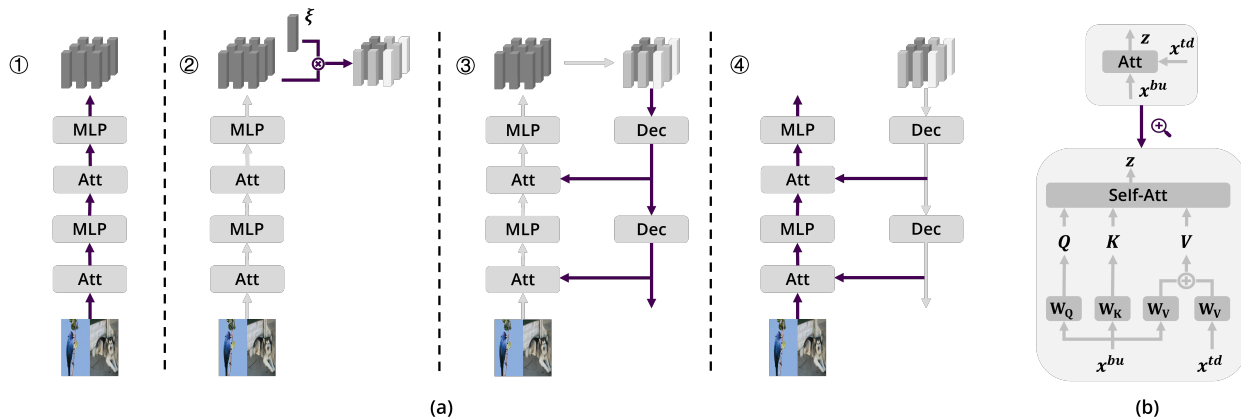 ①
MLP
Att
MLP
Att
②
ξ
MLP
Att
MLP
Att
③
MLP
Dec
Att
MLP
Dec
Att
④
MLP
Dec
Att
MLP
Dec
Att
(a)
z
Att
x^{td}
x^{bu}
z
Self-Att
Q K V
W_Q W_K W_V W_V
x^{bu} x^{td}
(b)